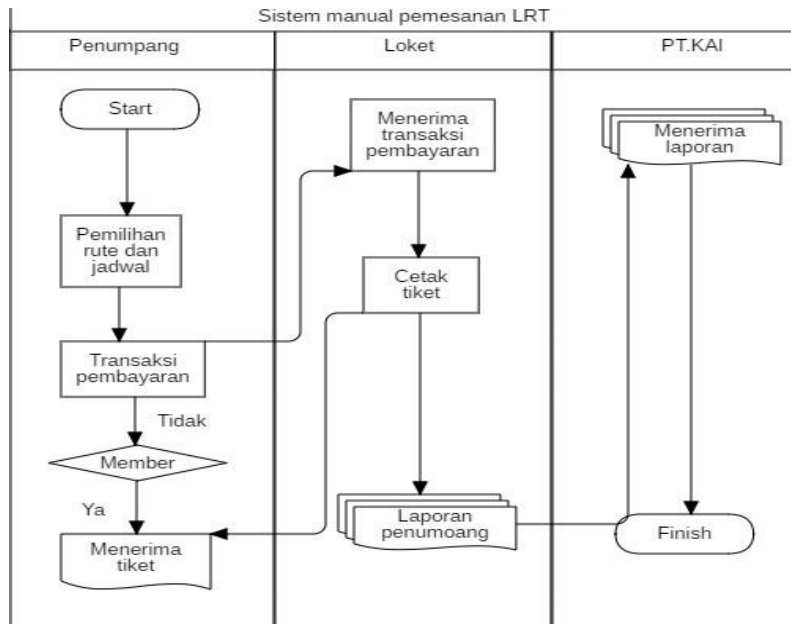 Sistem manual pemesanan LRT
Penumpang
Loket
PT.KAI
Start
Pemilihan
rute dan
jadwal
Transaksi
pembayaran
Tidak
Member
Ya
Menerima
tiket
Menerima
transaksi
pembayaran
Cetak
tiket
Laporan
penumoang
Menerima
laporan
Finish